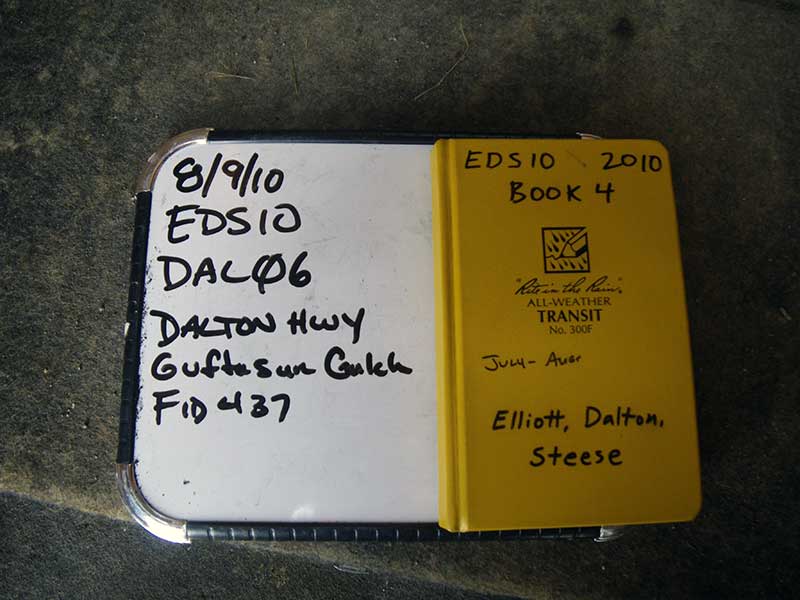 8/9/10
EDS10
DALØ6
DALTON HWY
Guftasun Gulch
FID 437
EDS10 2010
BOOK 4
"Rite in the Rain"
ALL-WEATHER
TRANSIT
No. 300F
JULY - AUG
Elliott, Dalton,
Steese